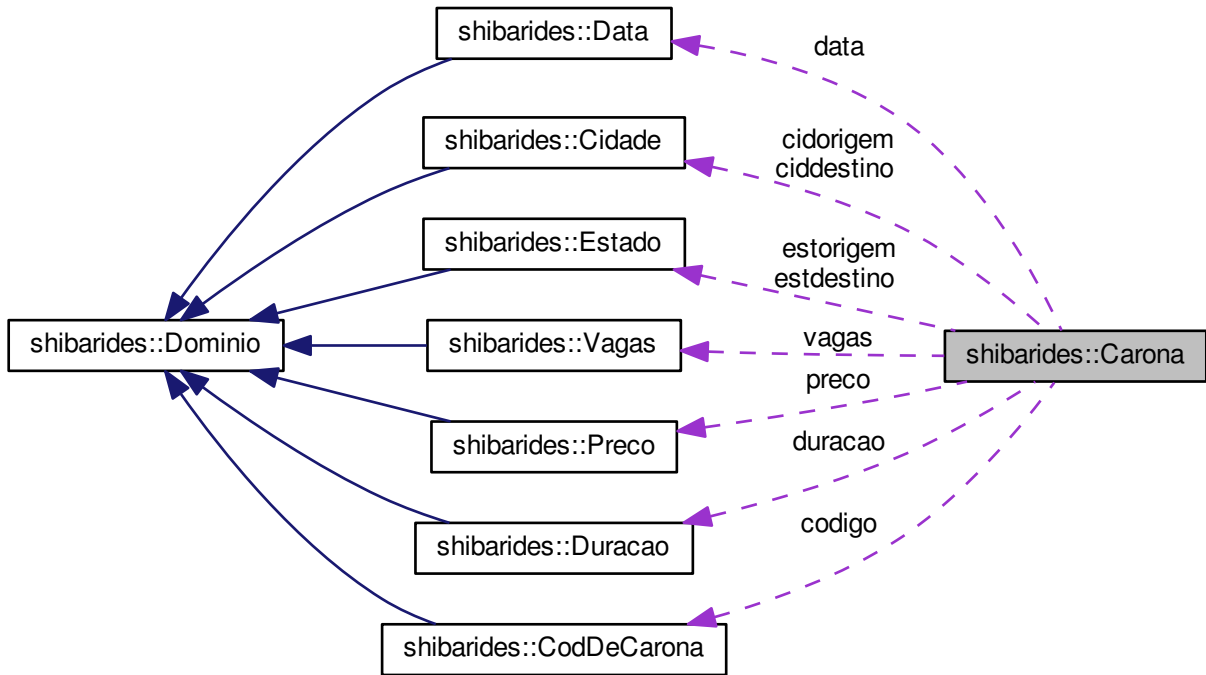 shibarides::Data
data
shibarides::Cidade
cidorigem
ciddestino
shibarides::Estado
estorigem
estdestino
shibarides::Dominio
shibarides::Vagas
vagas
shibarides::Carona
preco
shibarides::Preco
duracao
shibarides::Duracao
codigo
shibarides::CodDeCarona